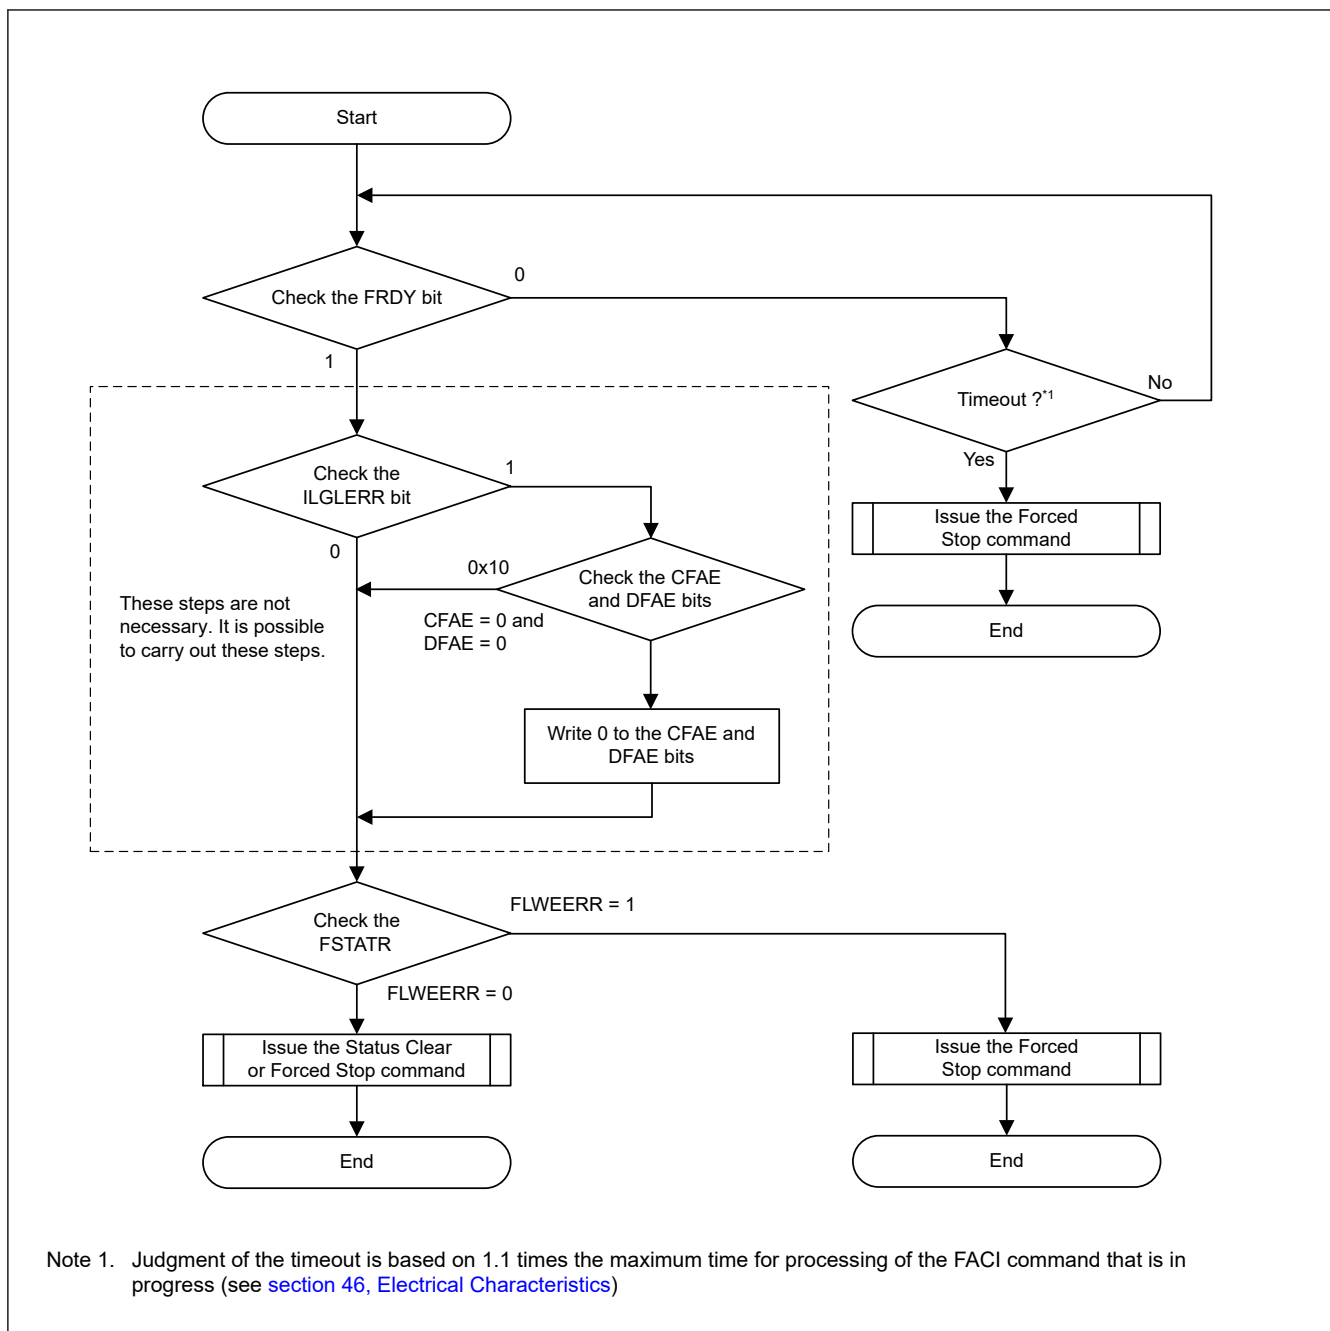 Start
Check the FRDY bit
0
1
Timeout ?*1
No
Yes
Issue the Forced
Stop command
End
Check the
ILGLERR bit
1
0
0x10
Check the CFAE
and DFAE bits
CFAE = 0 and
DFAE = 0
These steps are not
necessary. It is possible
to carry out these steps.
Write 0 to the CFAE and
DFAE bits
Check the
FSTATR
FLWEERR = 1
FLWEERR = 0
Issue the Status Clear
or Forced Stop command
End
Issue the Forced
Stop command
End
Note 1. Judgment of the timeout is based on 1.1 times the maximum time for processing of the FACI command that is in
progress (see section 46, Electrical Characteristics)